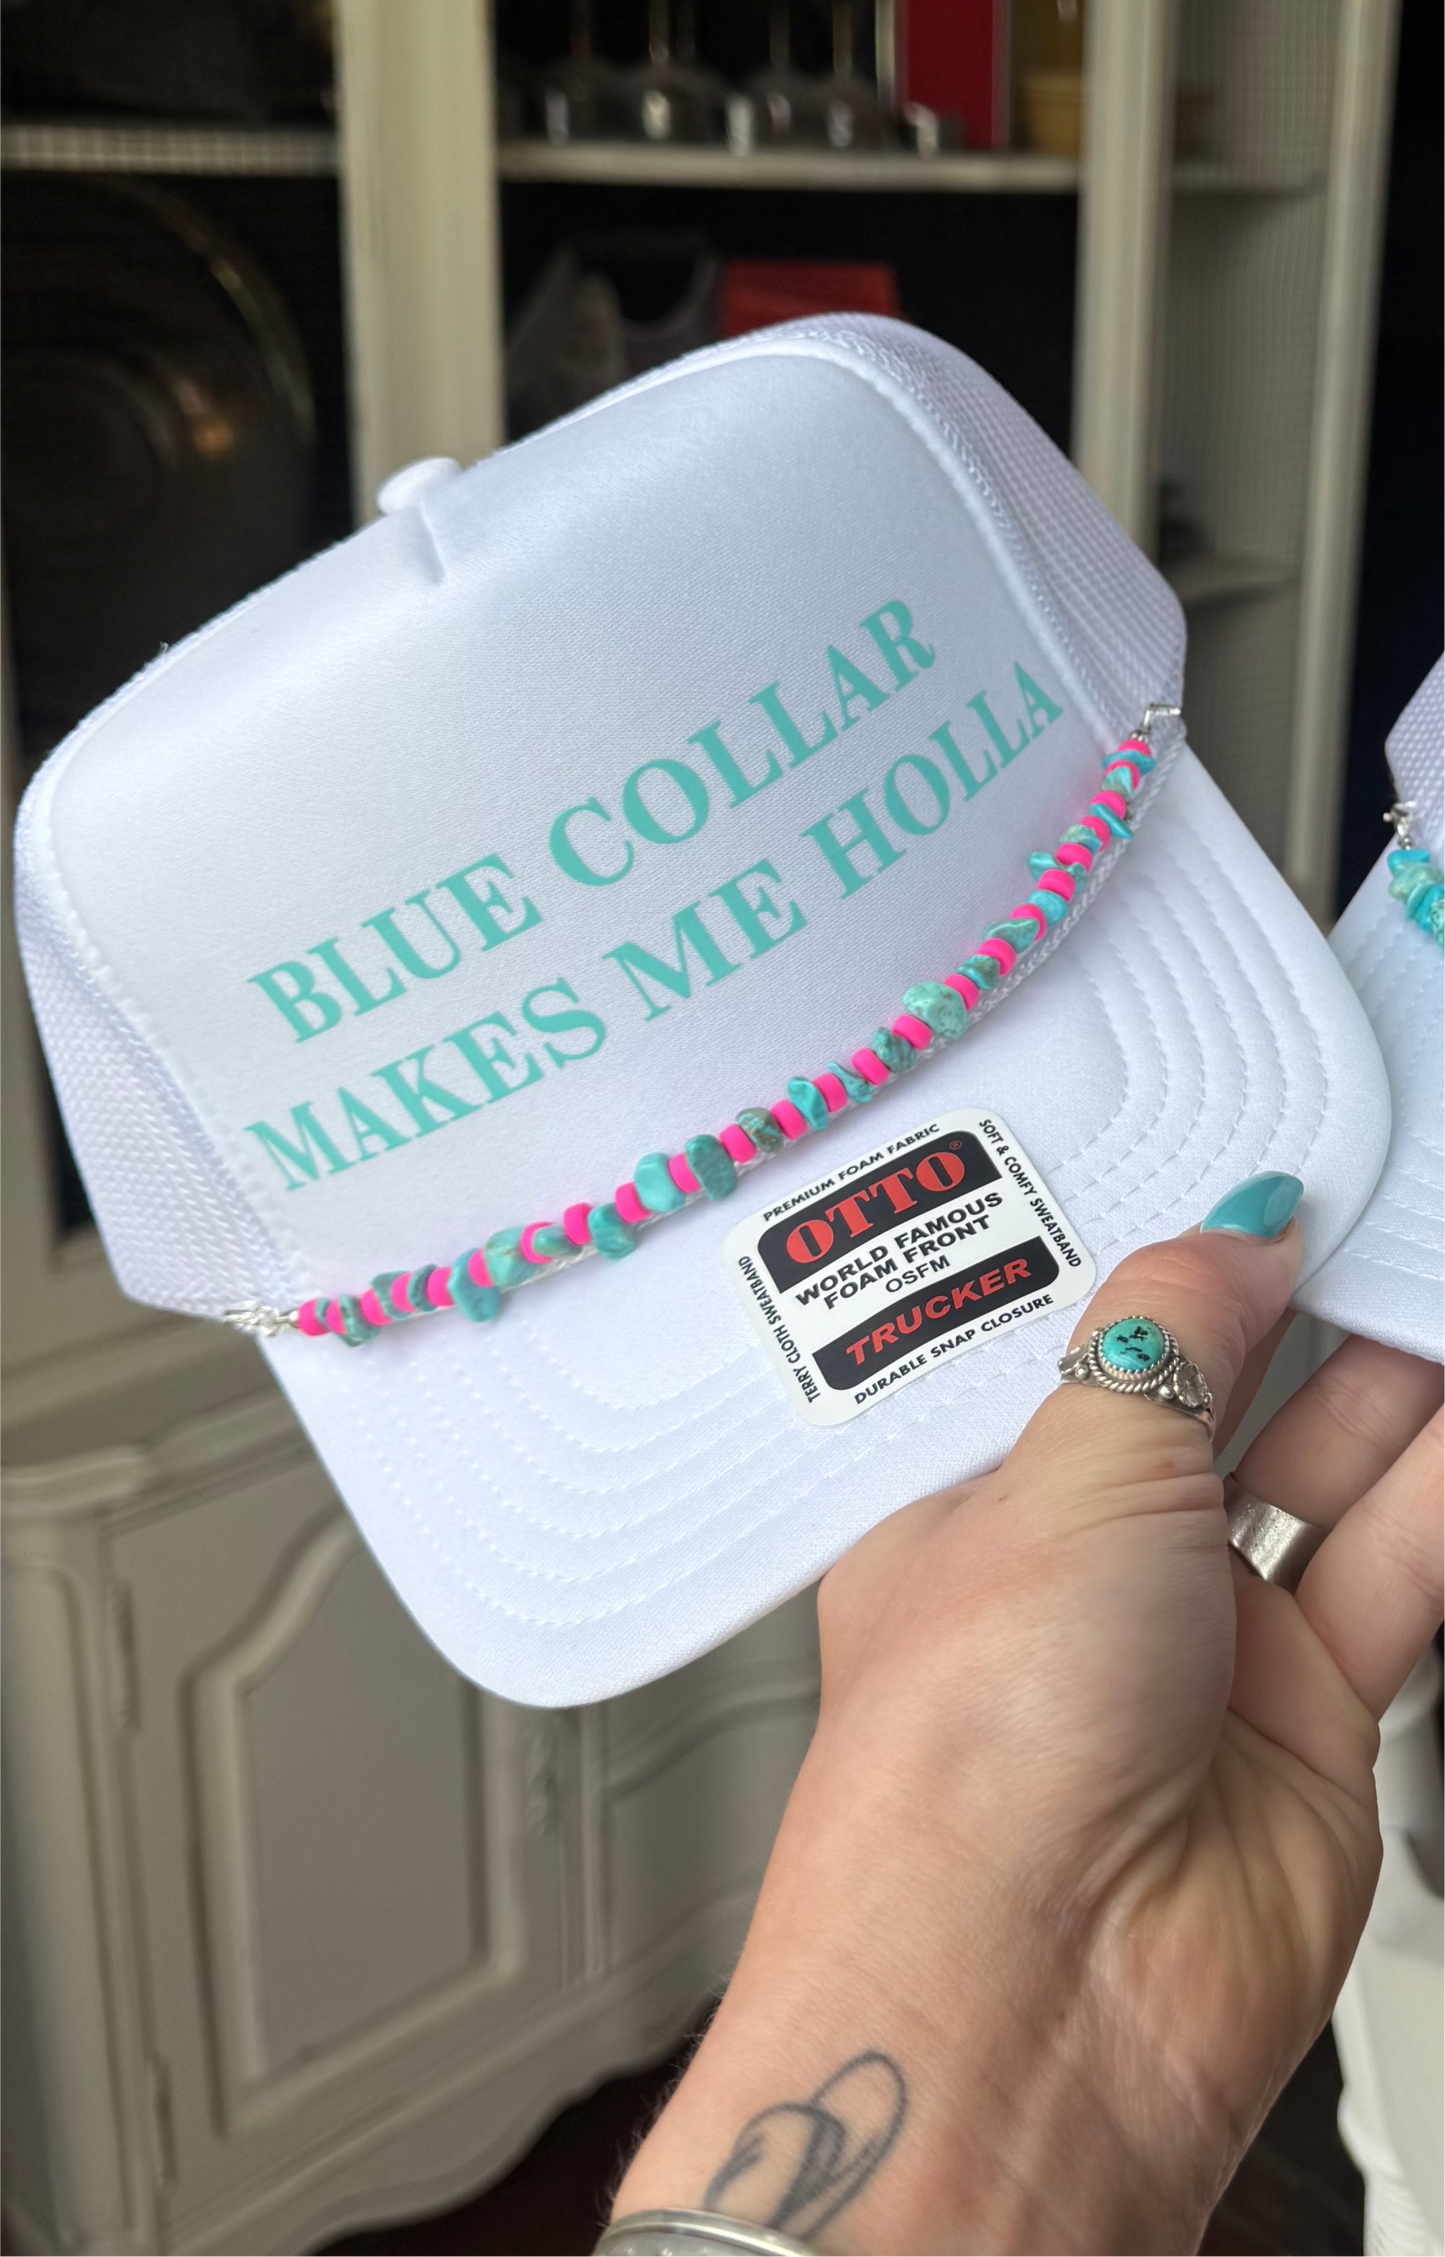 BLUE COLLAR
MAKES ME HOLLA
PREMIUM FOAM FABRIC
SOFT & COMFY SWEATBAND
OTTO®
WORLD FAMOUS
FOAM FRONT
OSFM
TRUCKER
DURABLE SNAP CLOSURE
TERRY CLOTH SWEATBAND